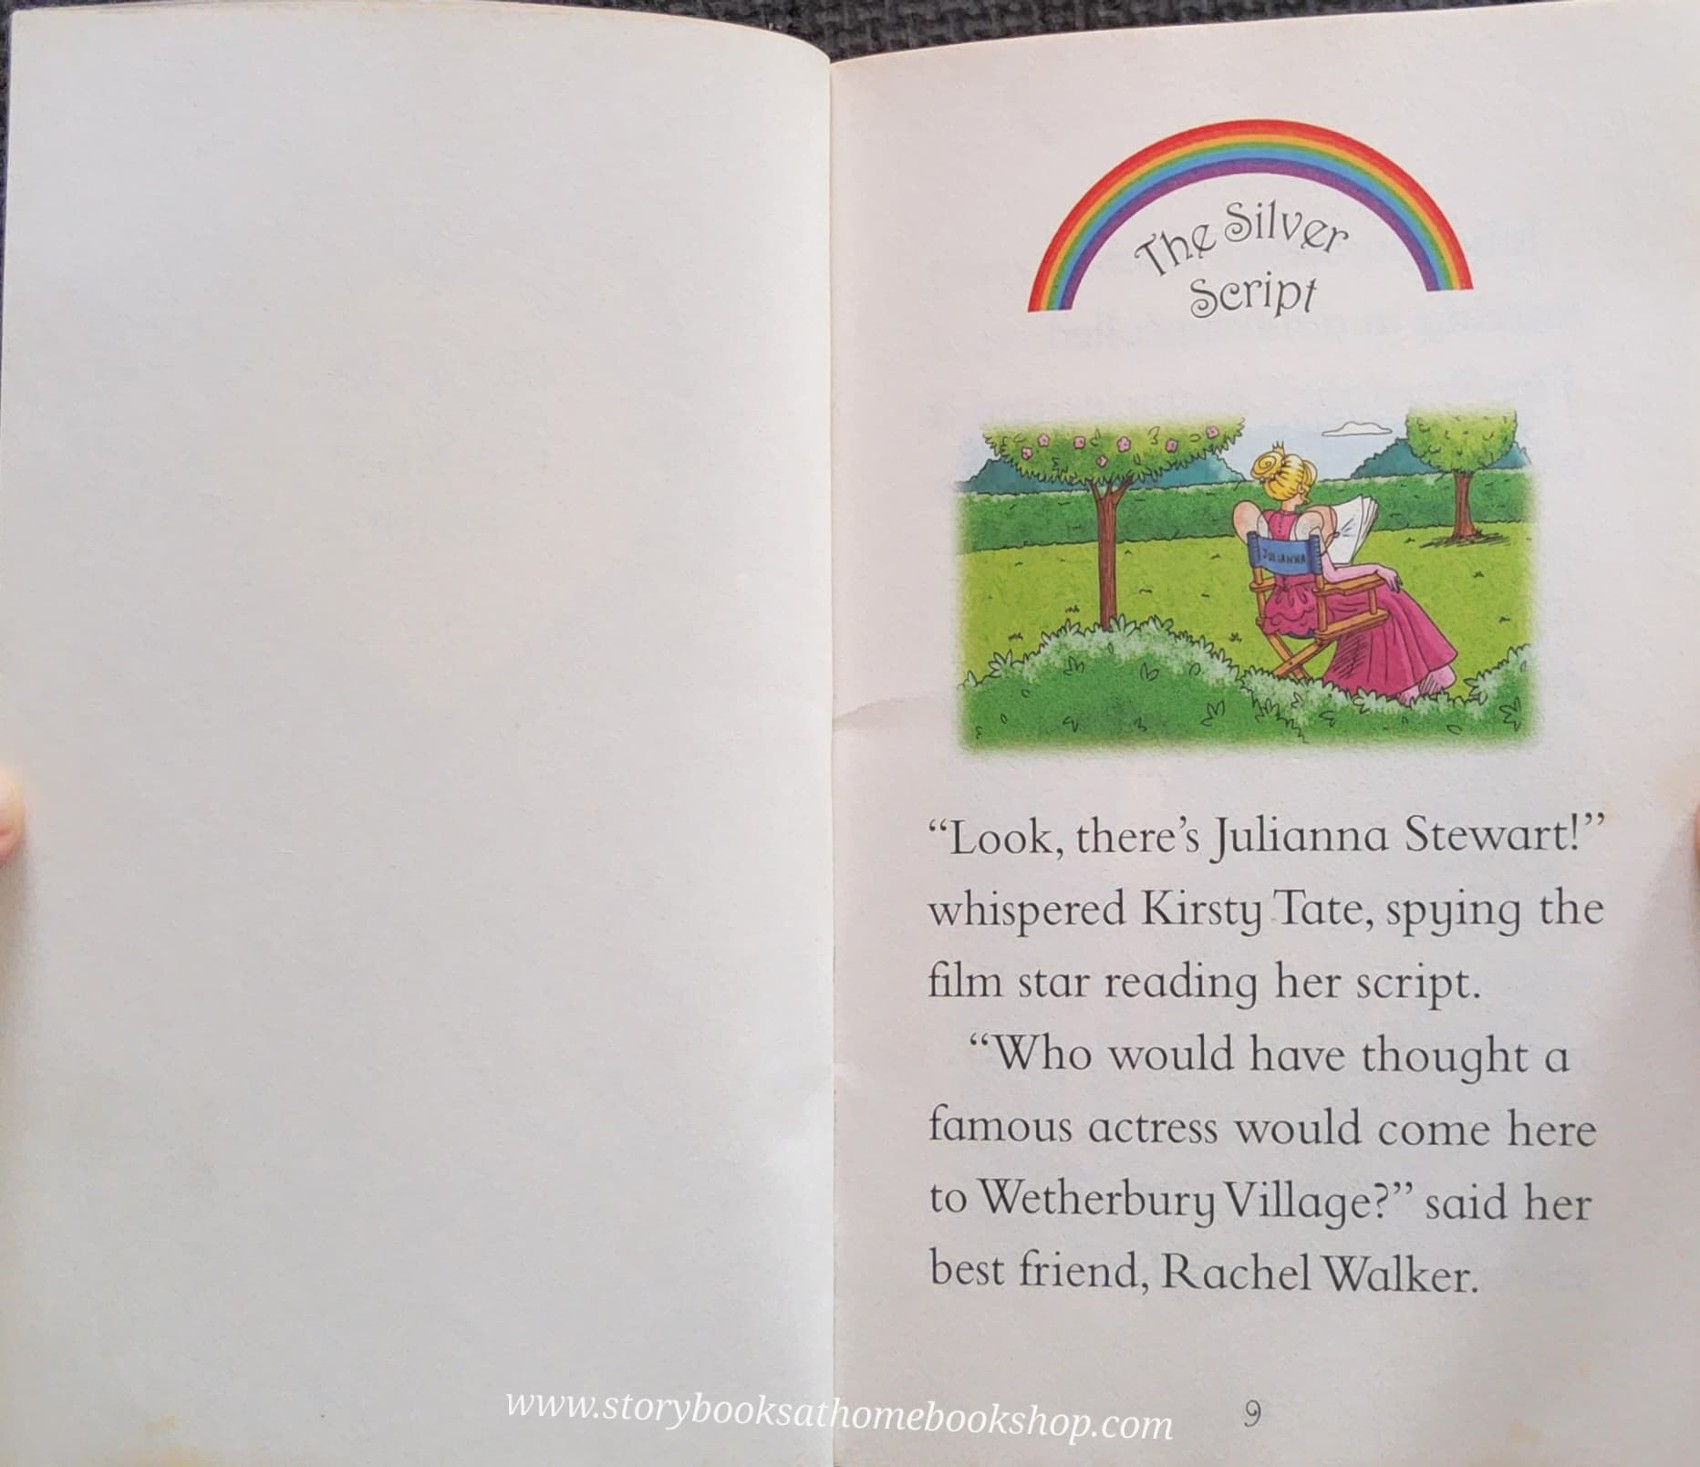 The Silver
Script
JULIANNA
“Look, there’s Julianna Stewart!”
whispered Kirsty Tate, spying the
film star reading her script.
“Who would have thought a
famous actress would come here
to Wetherbury Village?” said her
best friend, Rachel Walker.
www.storybooksathomebookshop.com
9